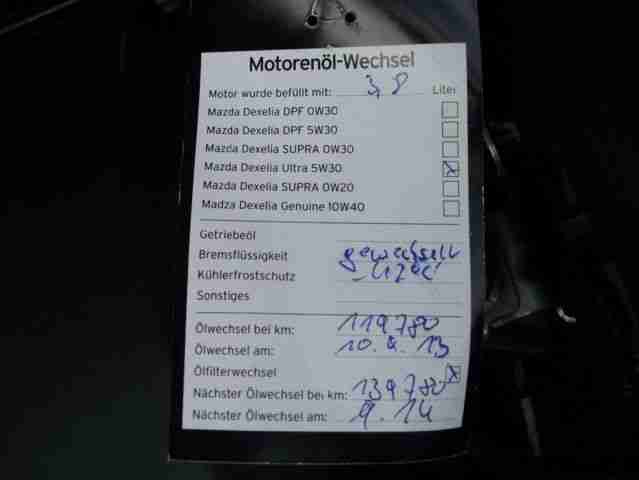 Motorenöl-Wechsel
Motor wurde befüllt mit: 3,8 Liter
Mazda Dexelia DPF 0W30
Mazda Dexelia DPF 5W30
Mazda Dexelia SUPRA 0W30
Mazda Dexelia Ultra 5W30 X
Mazda Dexelia SUPRA 0W20
Madza Dexelia Genuine 10W40
Getriebeöl
Bremsflüssigkeit gewechselt
Kühlerfrostschutz
Sonstiges
Ölwechsel bei km: 119780
Ölwechsel am: 10. 13
Ölfilterwechsel X
Nächster Ölwechsel bei km: 139780
Nächster Ölwechsel am: 9.14